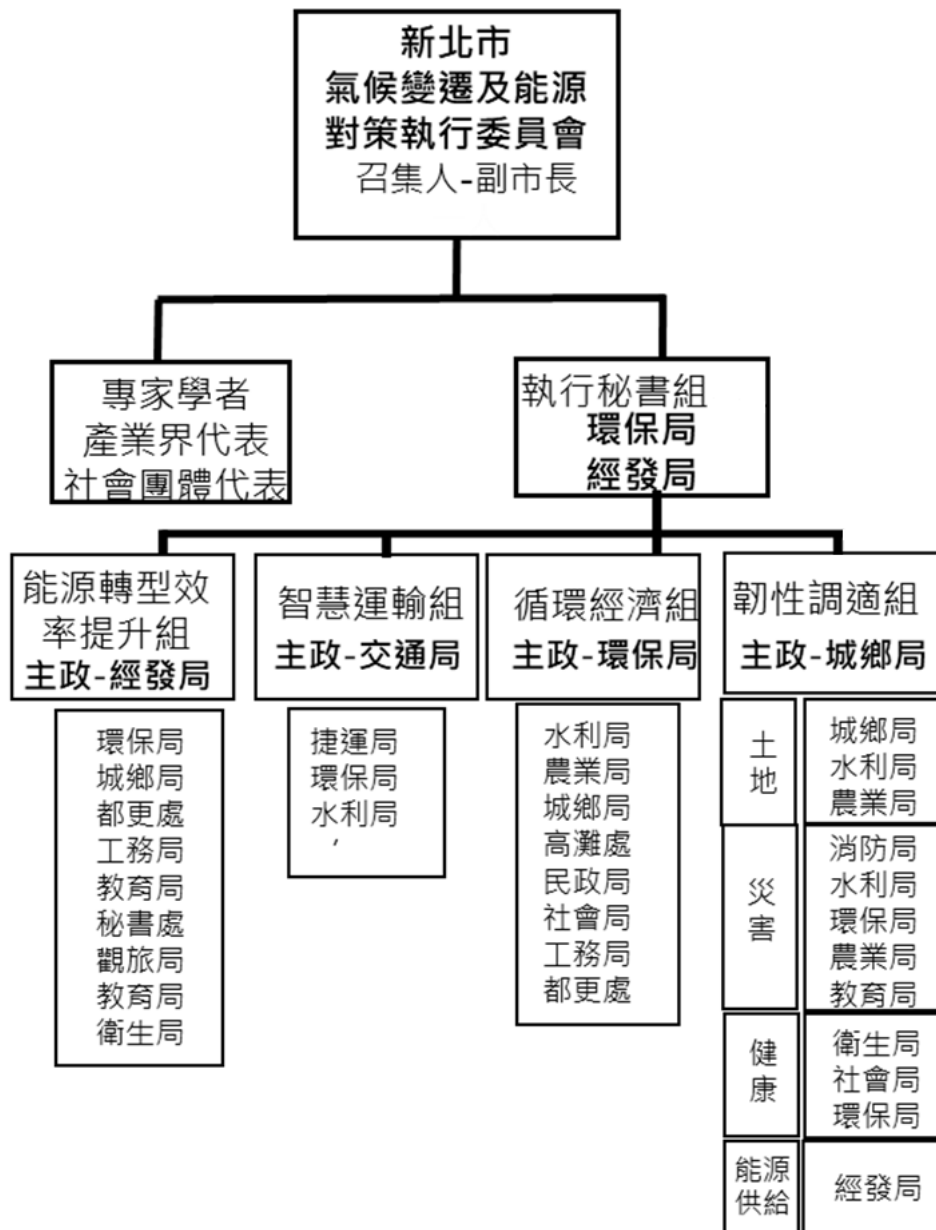 新北市
氣候變遷及能源
對策執行委員會
召集人-副市長
專家學者
產業界代表
社會團體代表
執行秘書組
環保局
經發局
能源轉型效
率提升組
主政-經發局
環保局
城鄉局
都更處
工務局
教育局
秘書處
觀旅局
教育局
衛生局
智慧運輸組
主政-交通局
捷運局
環保局
水利局
,
循環經濟組
主政-環保局
水利局
農業局
城鄉局
高灘處
民政局
社會局
工務局
都更處
韌性調適組
主政-城鄉局
土
地
城鄉局
水利局
農業局
災
害
消防局
水利局
環保局
農業局
教育局
健
康
衛生局
社會局
環保局
能源
供給
經發局